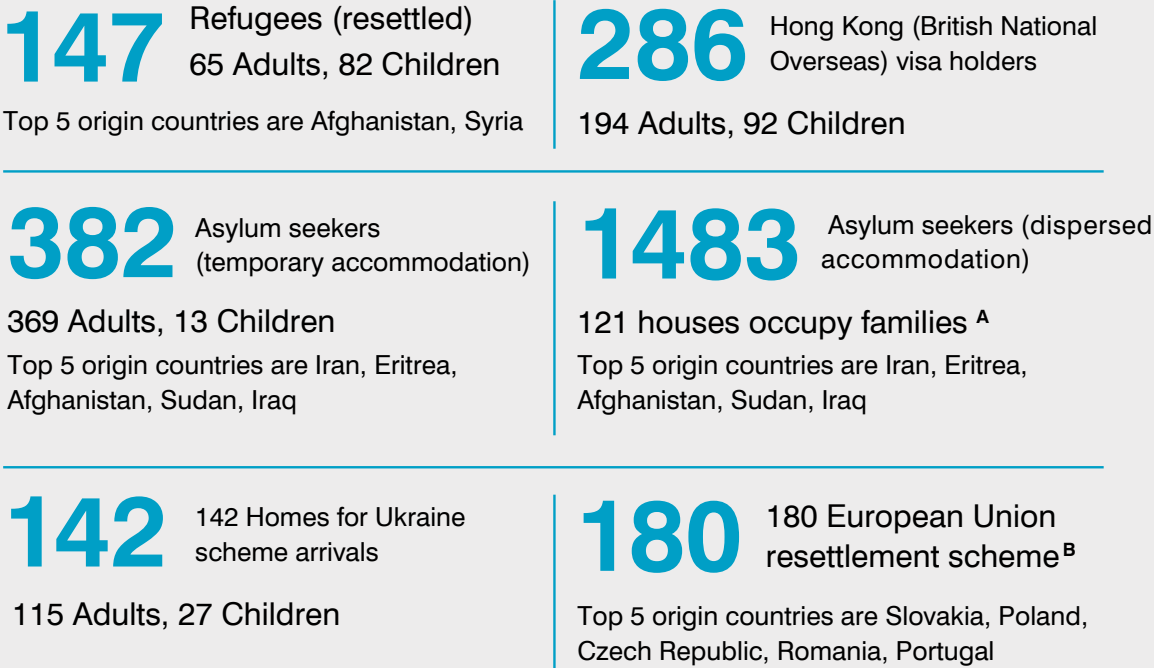 147
Refugees (resettled)
65 Adults, 82 Children
Top 5 origin countries are Afghanistan, Syria
286
Hong Kong (British National
Overseas) visa holders
194 Adults, 92 Children
382
Asylum seekers
(temporary accommodation)
369 Adults, 13 Children
Top 5 origin countries are Iran, Eritrea,
Afghanistan, Sudan, Iraq
1483
Asylum seekers (dispersed
accommodation)
121 houses occupy families A
Top 5 origin countries are Iran, Eritrea,
Afghanistan, Sudan, Iraq
142
142 Homes for Ukraine
scheme arrivals
115 Adults, 27 Children
180
180 European Union
resettlement scheme B
Top 5 origin countries are Slovakia, Poland,
Czech Republic, Romania, Portugal